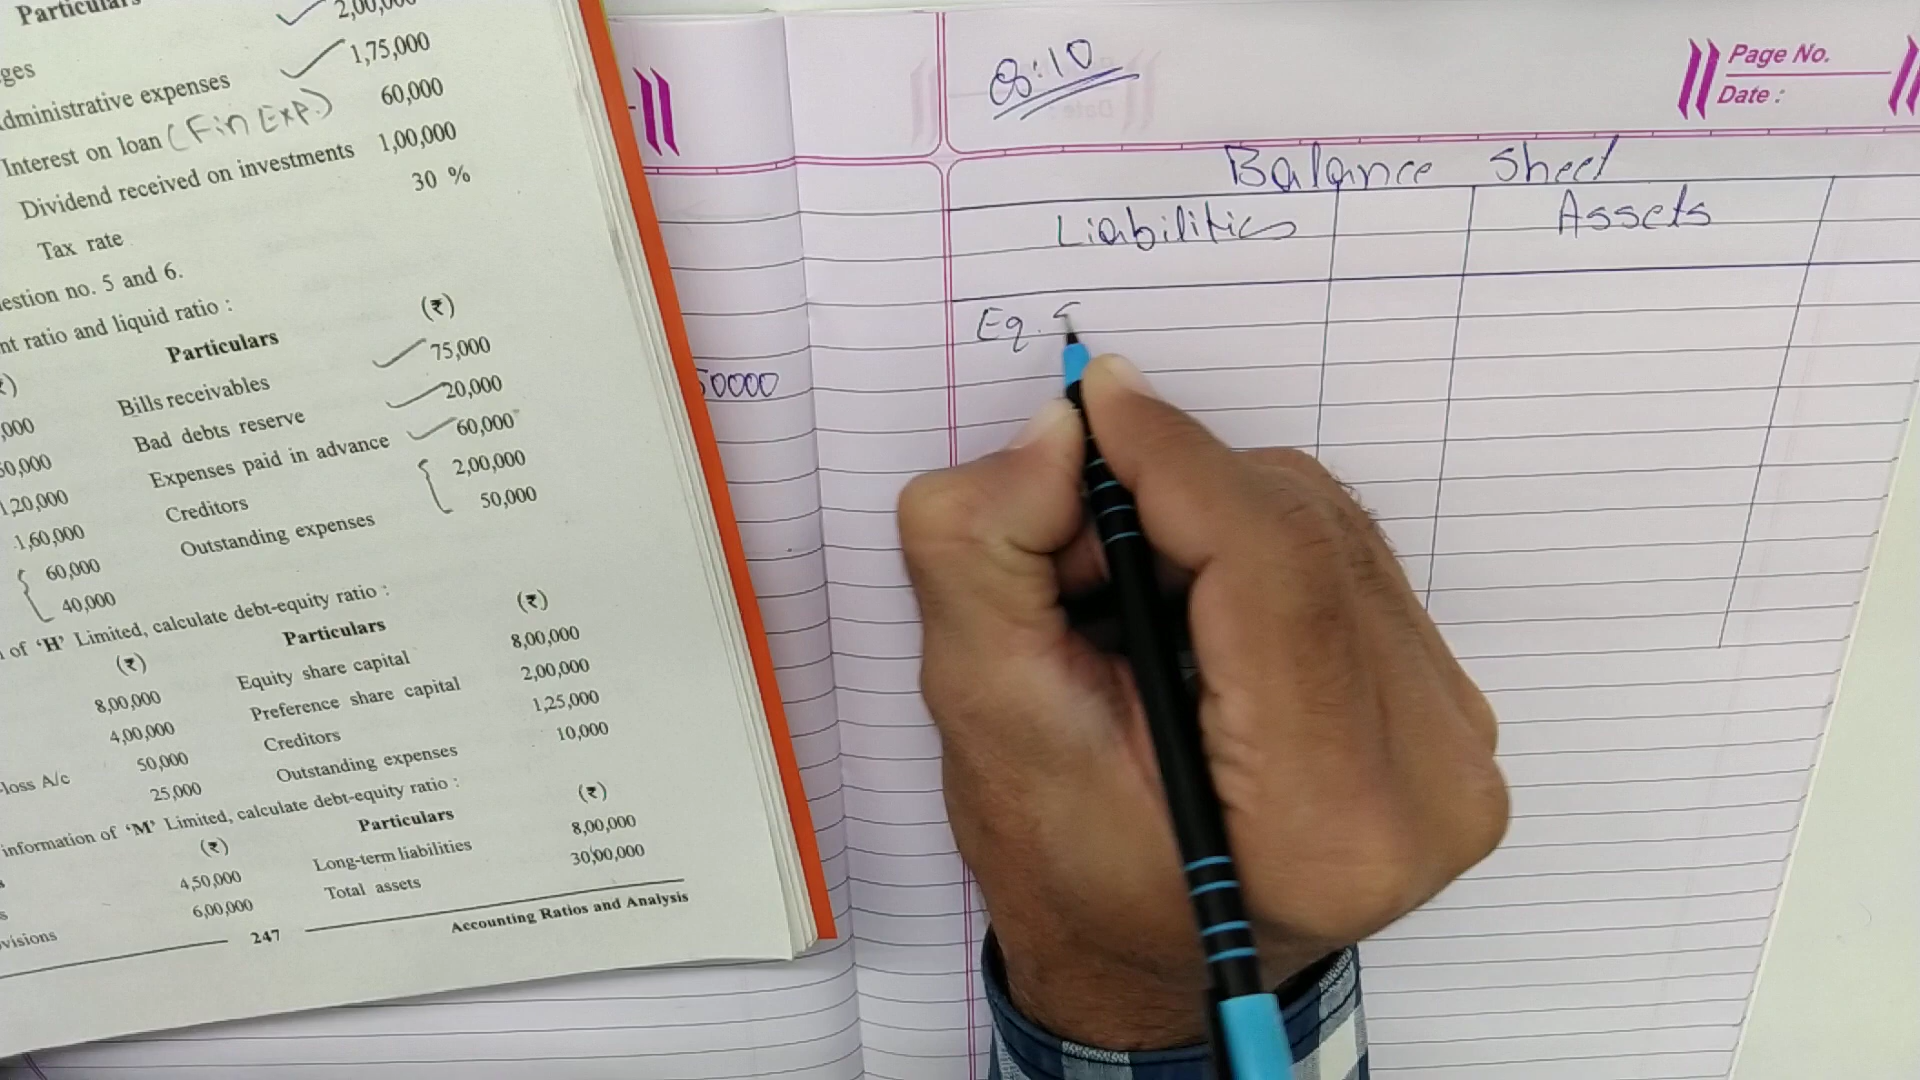 Particulars
2,00,000
ges
1,75,000
dministrative expenses
60,000
Interest on loan (Fin Exp.)
1,00,000
Dividend received on investments
30 %
Tax rate
estion no. 5 and 6.
nt ratio and liquid ratio :
(₹)
Particulars
75,000
Bills receivables
20,000
000
Bad debts reserve
60,000
50,000
Expenses paid in advance
2,00,000
1,20,000
Creditors
50,000
1,60,000
Outstanding expenses
60,000
40,000
of ‘H’ Limited, calculate debt-equity ratio :
(₹)
Particulars
(₹)
8,00,000
Equity share capital
8,00,000
4,00,000
Preference share capital
2,00,000
50,000
Creditors
1,25,000
loss A/c
25,000
Outstanding expenses
10,000
information of ‘M’ Limited, calculate debt-equity ratio :
(₹)
Particulars
(₹)
4,50,000
Long-term liabilities
8,00,000
6,00,000
Total assets
30,00,000
visions
247
Accounting Ratios and Analysis
50000
8:10
Page No.
Date :
Balance Sheet
Liabilities
Assets
Eq. S